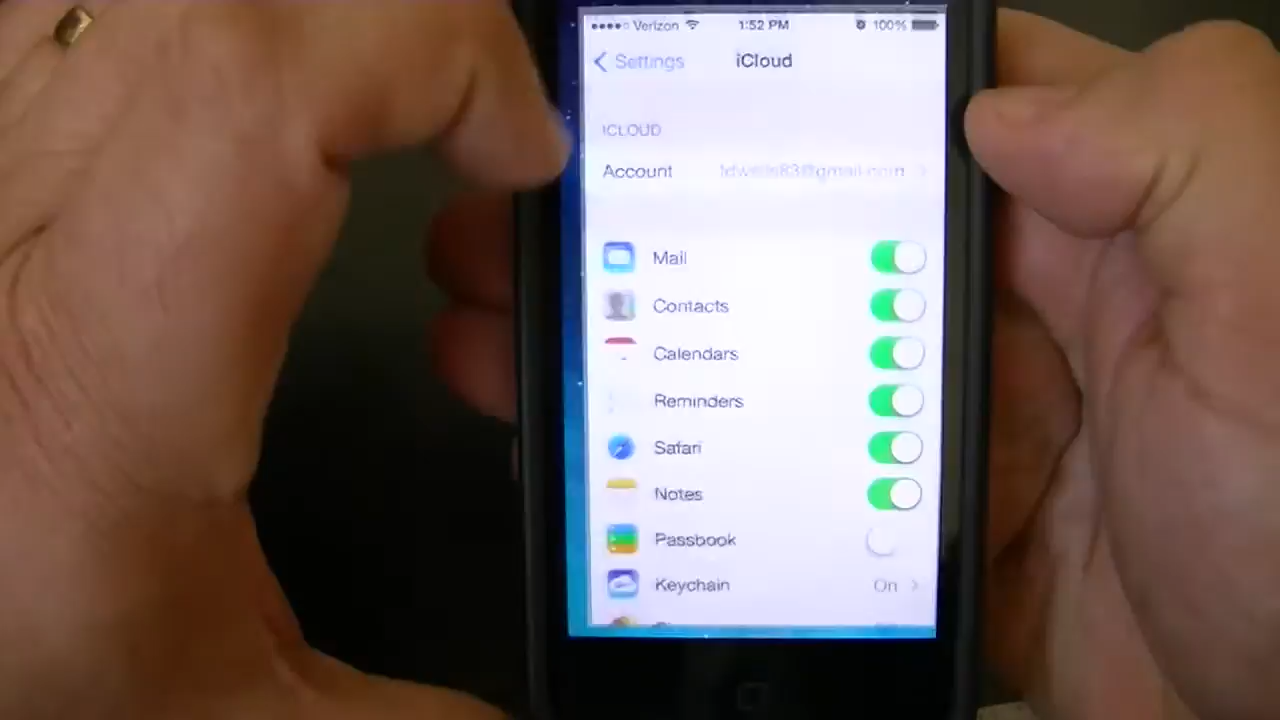 Verizon 1:52 PM 100%
Settings iCloud
ICLOUD
Account
Mail
Contacts
Calendars
Reminders
Safari
Notes
Passbook
Keychain On